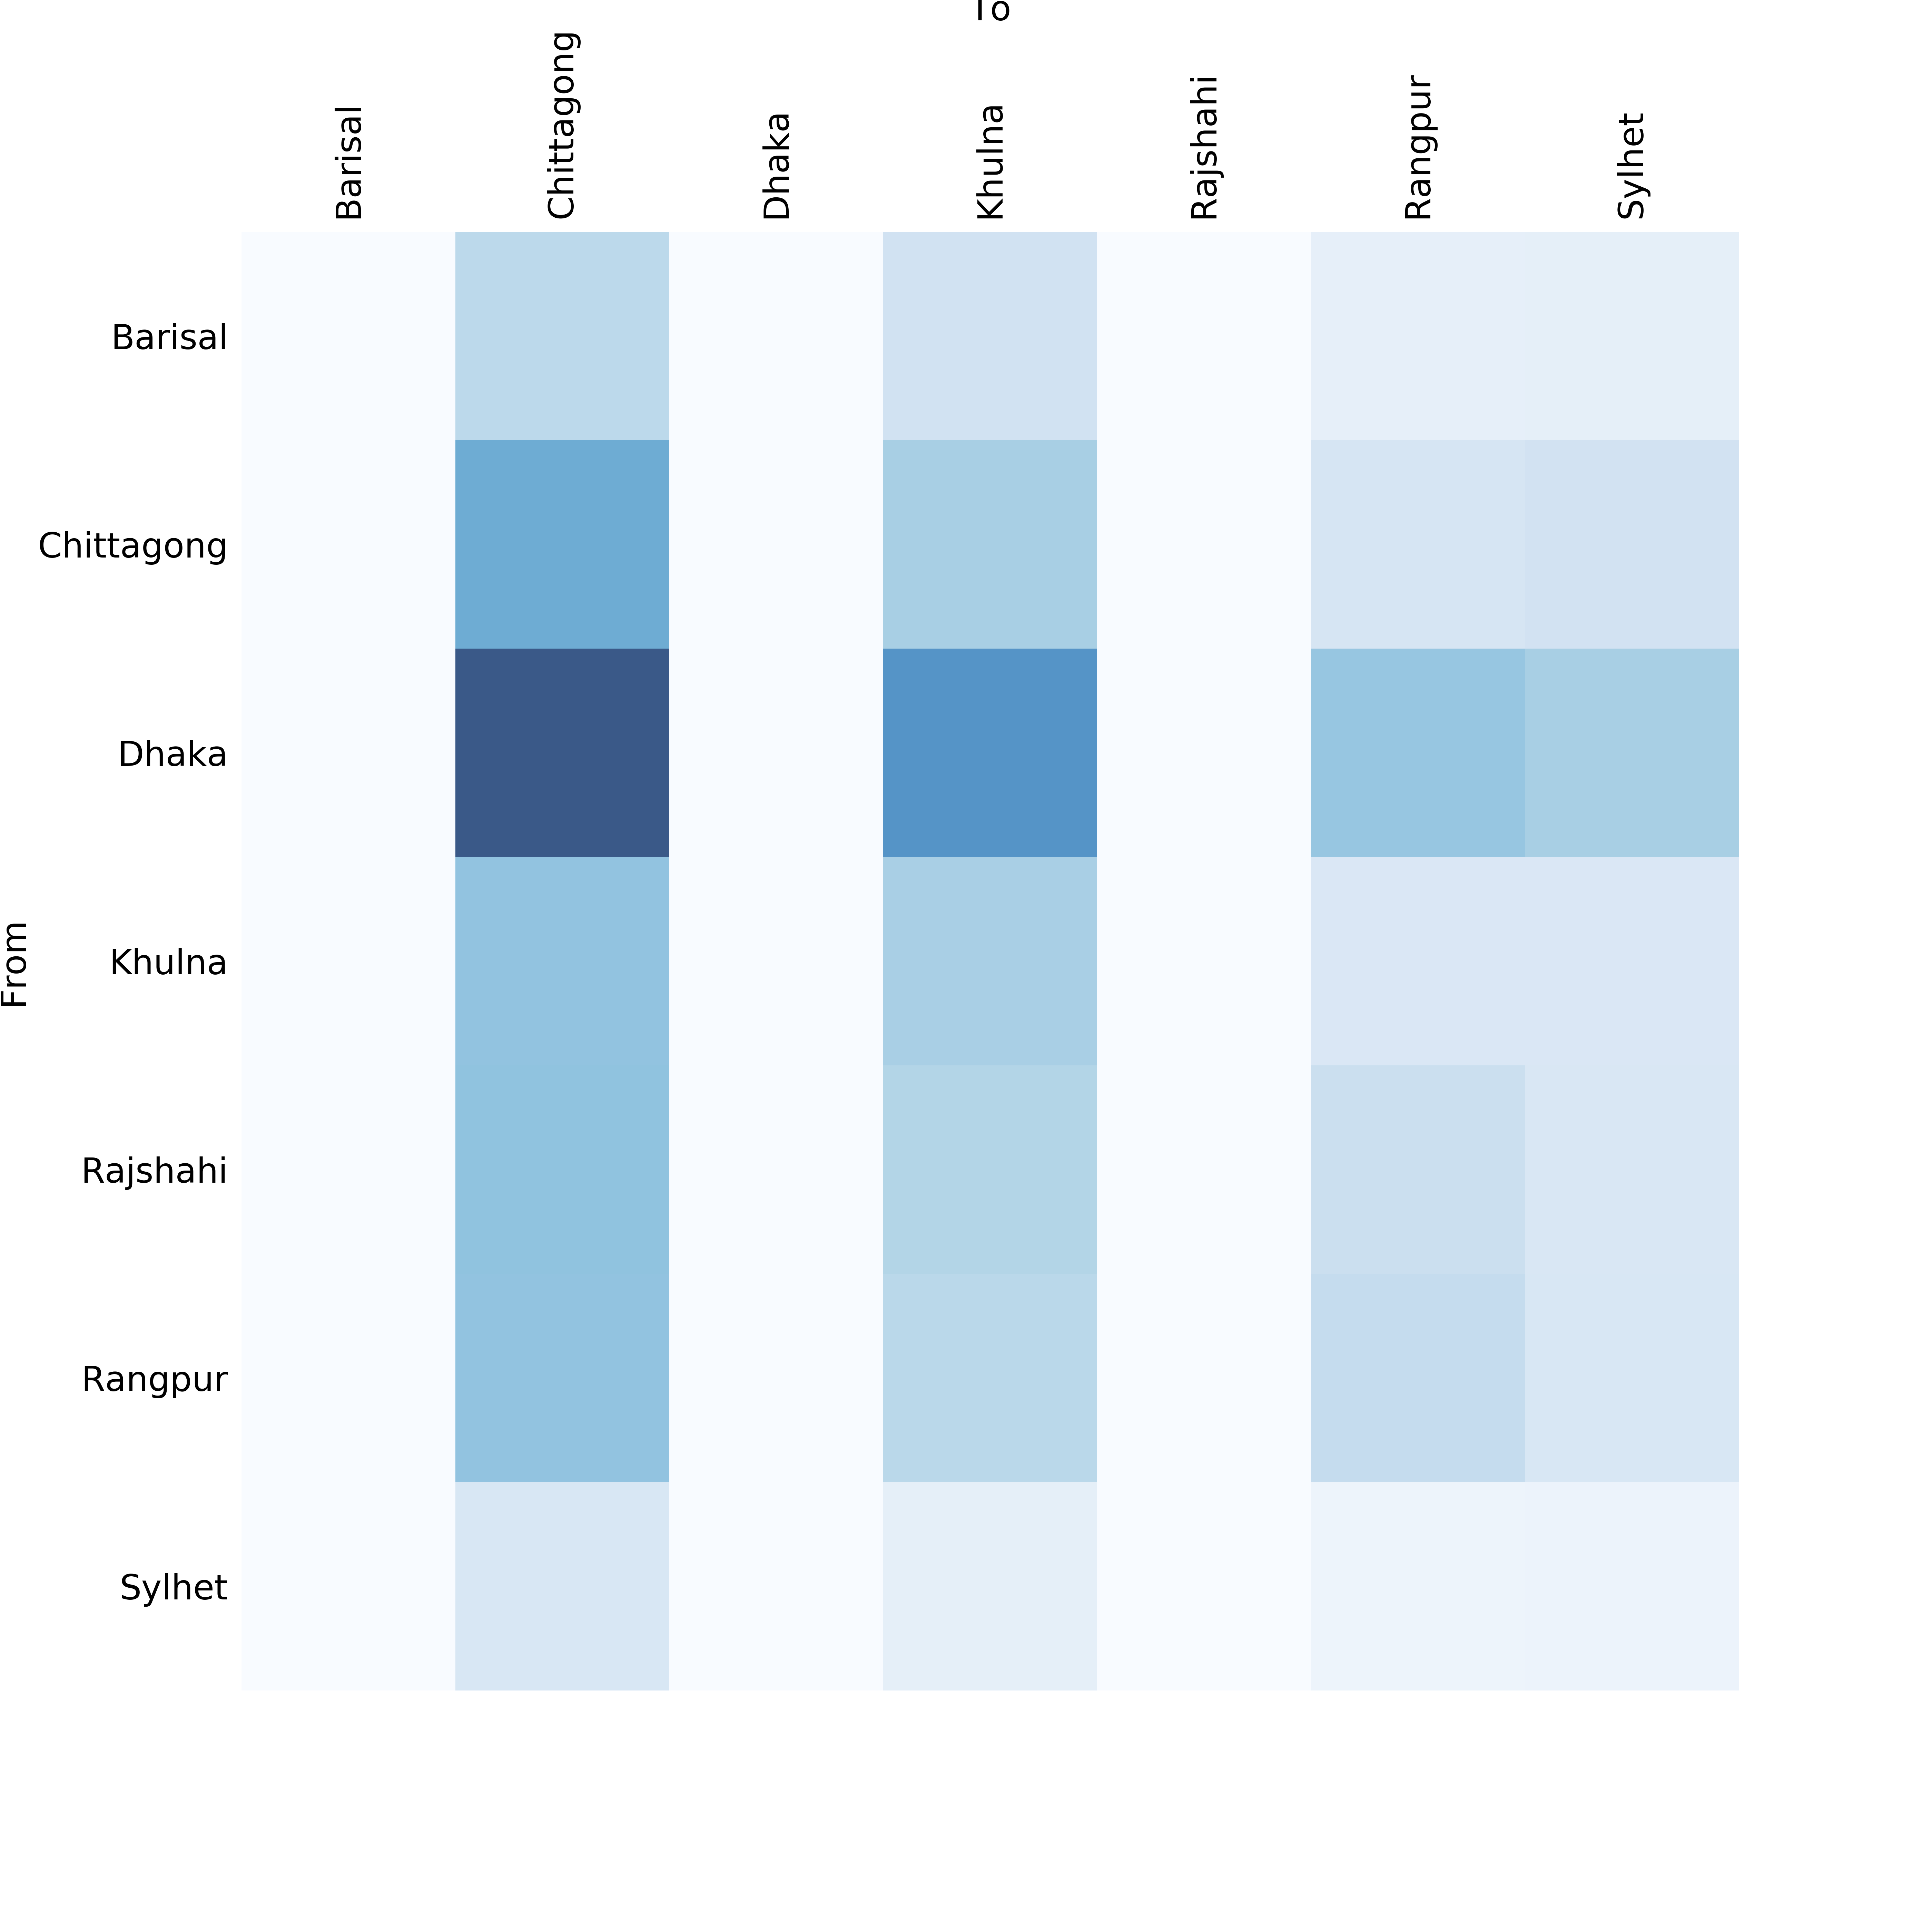 To
Barisal
Chittagong
Dhaka
Khulna
Rajshahi
Rangpur
Sylhet
From
Barisal
Chittagong
Dhaka
Khulna
Rajshahi
Rangpur
Sylhet